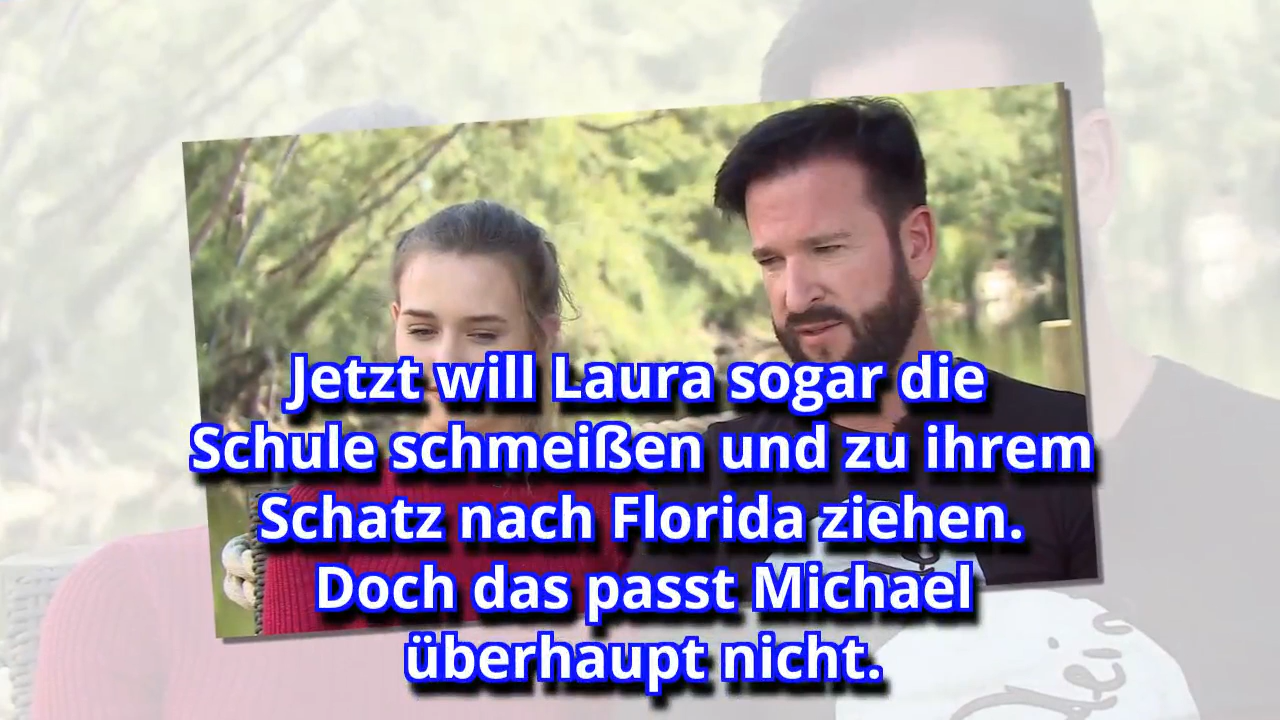 Jetzt will Laura sogar die
Schule schmeißen und zu ihrem
Schatz nach Florida ziehen.
Doch das passt Michael
überhaupt nicht.